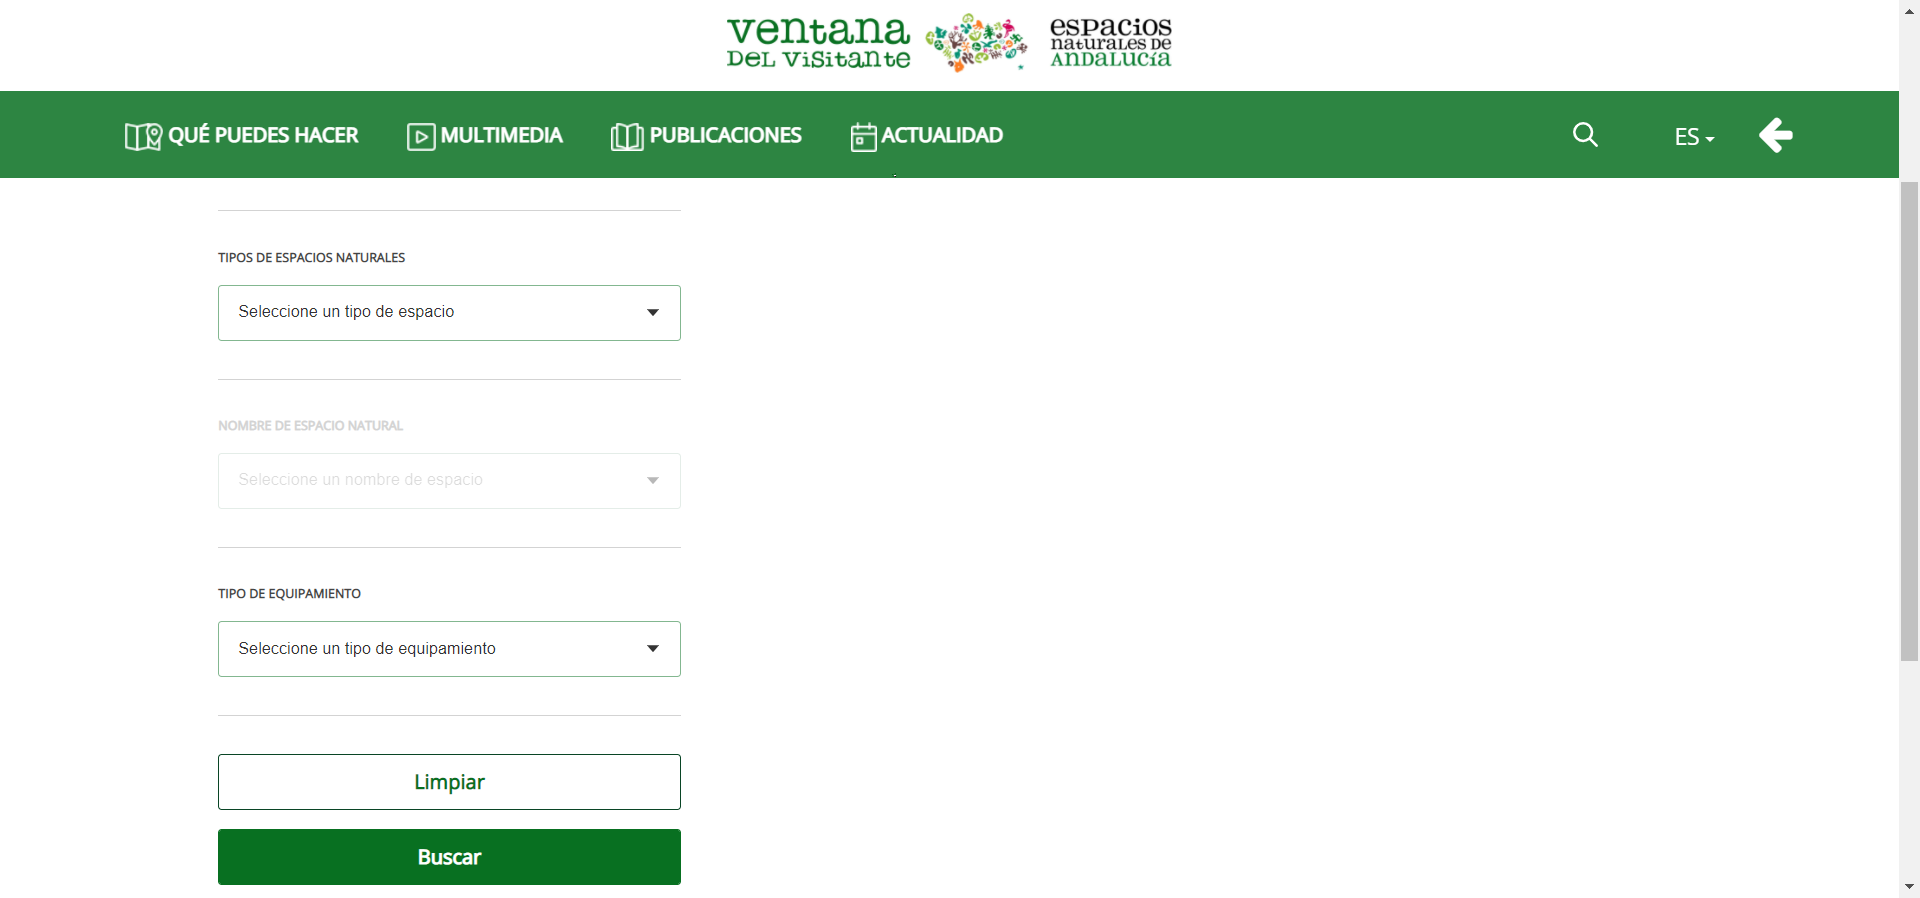 ventana
DEL VISITANTE
espacios
naturales de
ANDALUCÍA
QUÉ PUEDES HACER
MULTIMEDIA
PUBLICACIONES
ACTUALIDAD
ES
TIPOS DE ESPACIOS NATURALES
Seleccione un tipo de espacio
NOMBRE DE ESPACIO NATURAL
Seleccione un nombre de espacio
TIPO DE EQUIPAMIENTO
Seleccione un tipo de equipamiento
Limpiar
Buscar